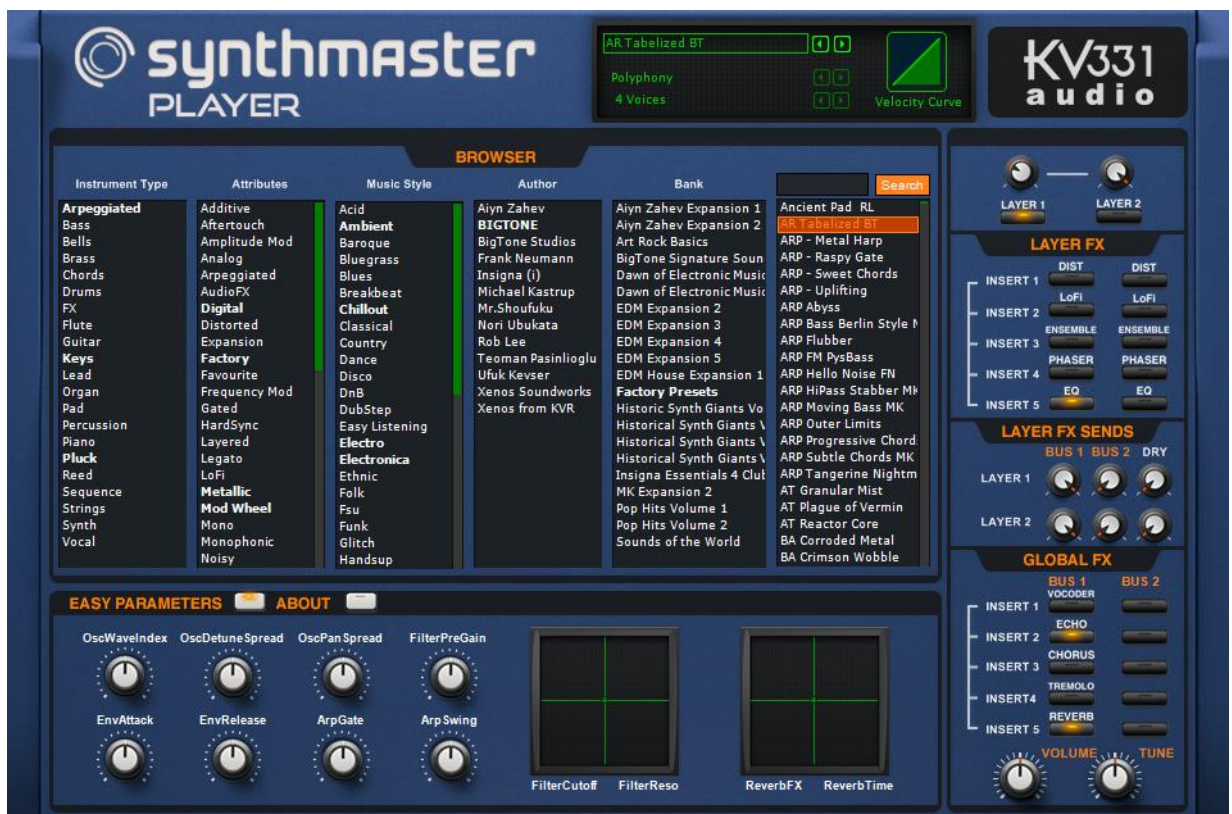 synthmaster
PLAYER
AR Tabelized BT
Polyphony
4 Voices
Velocity Curve
KV331
audio
BROWSER
Instrument Type
Arpeggiated
Bass
Bells
Brass
Chords
Drums
FX
Flute
Guitar
Keys
Lead
Organ
Pad
Percussion
Piano
Pluck
Reed
Sequence
Strings
Synth
Vocal
Attributes
Additive
Aftertouch
Amplitude Mod
Analog
Arpeggiated
AudioFX
Digital
Distorted
Expansion
Factory
Favourite
Frequency Mod
Gated
HardSync
Layered
Legato
LoFi
Metallic
Mod Wheel
Mono
Monophonic
Noisy
Music Style
Acid
Ambient
Baroque
Bluegrass
Blues
Breakbeat
Chillout
Classical
Country
Dance
Disco
DnB
DubStep
Easy Listening
Electro
Electronica
Ethnic
Folk
Fsu
Funk
Glitch
Handsup
Author
Aiyn Zahev
BIGTONE
BigTone Studios
Frank Neumann
Insigna (i)
Michael Kastrup
Mr.Shoufuku
Nori Ubukata
Rob Lee
Teoman Pasinlioglu
Ufuk Kevser
Xenos Soundworks
Xenos from KVR
Bank
Aiyn Zahev Expansion 1
Aiyn Zahev Expansion 2
Art Rock Basics
BigTone Signature Soun
Dawn of Electronic Music
Dawn of Electronic Music
EDM Expansion 2
EDM Expansion 3
EDM Expansion 4
EDM Expansion 5
EDM House Expansion 1
Factory Presets
Historic Synth Giants Vo
Historical Synth Giants V
Historical Synth Giants V
Historical Synth Giants V
Insigna Essentials 4 Club
MK Expansion 2
Pop Hits Volume 1
Pop Hits Volume 2
Sounds of the World
Search
Ancient Pad RL
AR Tabelized BT
ARP - Metal Harp
ARP - Raspy Gate
ARP - Sweet Chords
ARP - Uplifting
ARP Abyss
ARP Bass Berlin Style M
ARP Flubber
ARP FM PysBass
ARP Hello Noise FN
ARP HiPass Stabber MK
ARP Moving Bass MK
ARP Outer Limits
ARP Progressive Chord
ARP Subtle Chords MK
ARP Tangerine Nightm
AT Granular Mist
AT Plague of Vermin
AT Reactor Core
BA Corroded Metal
BA Crimson Wobble
LAYER 1
LAYER 2
LAYER FX
INSERT 1 DIST DIST
INSERT 2 LoFi LoFi
INSERT 3 ENSEMBLE ENSEMBLE
INSERT 4 PHASER PHASER
INSERT 5 EQ EQ
LAYER FX SENDS
BUS 1 BUS 2 DRY
LAYER 1
LAYER 2
GLOBAL FX
BUS 1 BUS 2
INSERT 1 VOCODER
INSERT 2 ECHO
INSERT 3 CHORUS
INSERT4 TREMOLO
INSERT 5 REVERB
VOLUME TUNE
EASY PARAMETERS ABOUT
OscWaveIndex OscDetuneSpread OscPanSpread FilterPreGain
EnvAttack EnvRelease ArpGate ArpSwing
FilterCutoff FilterReso ReverbFX ReverbTime